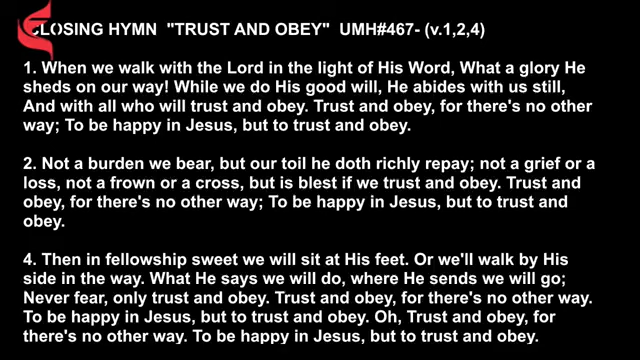 CLOSING HYMN "TRUST AND OBEY" UMH#467- (v.1,2,4)
1. When we walk with the Lord in the light of His Word, What a glory He
sheds on our way! While we do His good will, He abides with us still,
And with all who will trust and obey. Trust and obey, for there's no other
way; To be happy in Jesus, but to trust and obey.
2. Not a burden we bear, but our toil he doth richly repay; not a grief or a
loss, not a frown or a cross, but is blest if we trust and obey. Trust and
obey, for there's no other way; To be happy in Jesus, but to trust and
obey.
4. Then in fellowship sweet we will sit at His feet. Or we'll walk by His
side in the way. What He says we will do, where He sends we will go;
Never fear, only trust and obey. Trust and obey, for there's no other way.
To be happy in Jesus, but to trust and obey. Oh, Trust and obey, for
there's no other way. To be happy in Jesus, but to trust and obey.